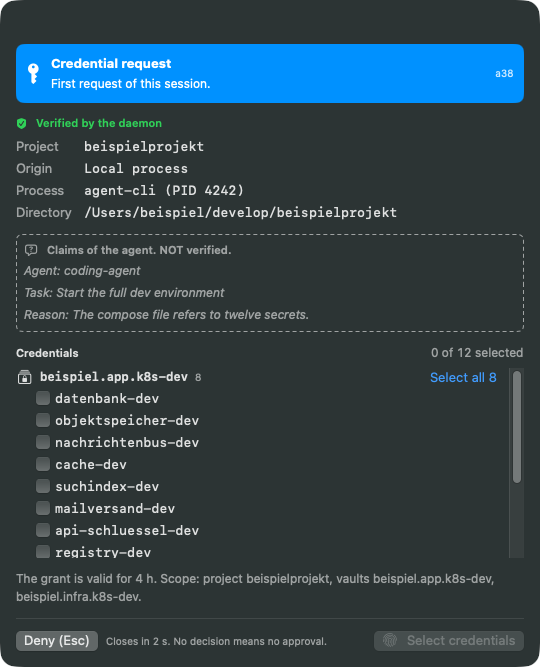 Credential request
First request of this session.
a38
Verified by the daemon
Project beispielprojekt
Origin Local process
Process agent-cli (PID 4242)
Directory /Users/beispiel/develop/beispielprojekt
Claims of the agent. NOT verified.
Agent: coding-agent
Task: Start the full dev environment
Reason: The compose file refers to twelve secrets.
Credentials 0 of 12 selected
beispiel.app.k8s-dev 8 Select all 8
datenbank-dev
objektspeicher-dev
nachrichtenbus-dev
cache-dev
suchindex-dev
mailversand-dev
api-schluessel-dev
registry-dev
The grant is valid for 4 h. Scope: project beispielprojekt, vaults beispiel.app.k8s-dev,
beispiel.infra.k8s-dev.
Deny (Esc) Closes in 2 s. No decision means no approval. Select credentials